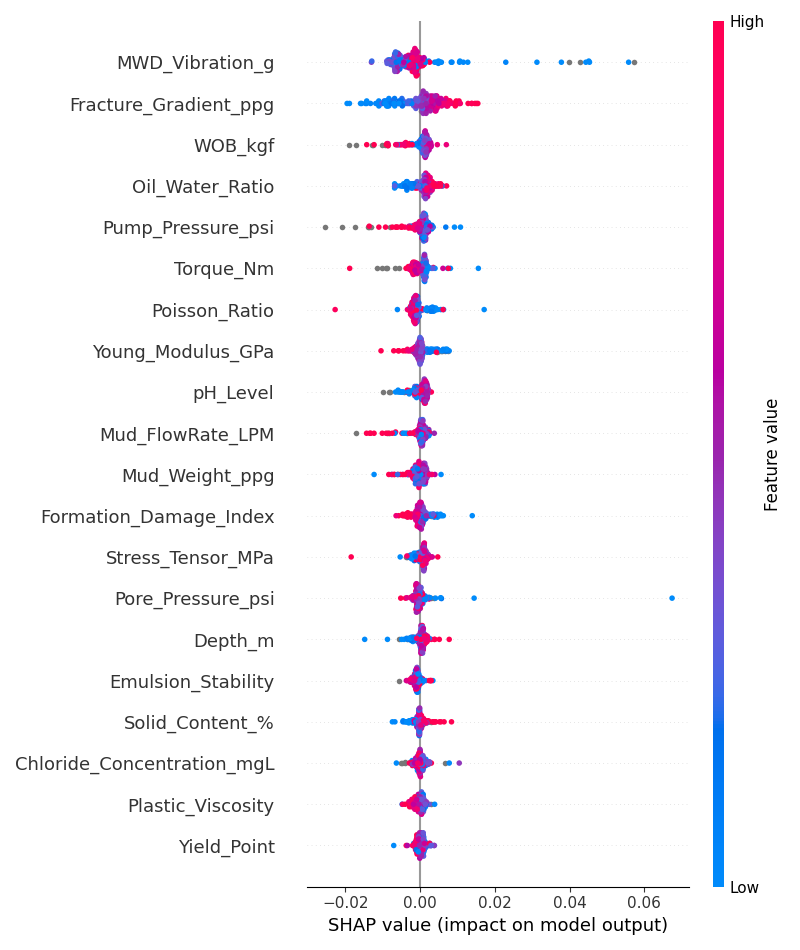 High
MWD_Vibration_g
Fracture_Gradient_ppg
WOB_kgf
Oil_Water_Ratio
Pump_Pressure_psi
Torque_Nm
Poisson_Ratio
Young_Modulus_GPa
pH_Level
Mud_FlowRate_LPM
Mud_Weight_ppg
Formation_Damage_Index
Stress_Tensor_MPa
Pore_Pressure_psi
Depth_m
Emulsion_Stability
Solid_Content_%
Chloride_Concentration_mgL
Plastic_Viscosity
Yield_Point
Feature value
Low
−0.02 0.00 0.02 0.04 0.06
SHAP value (impact on model output)